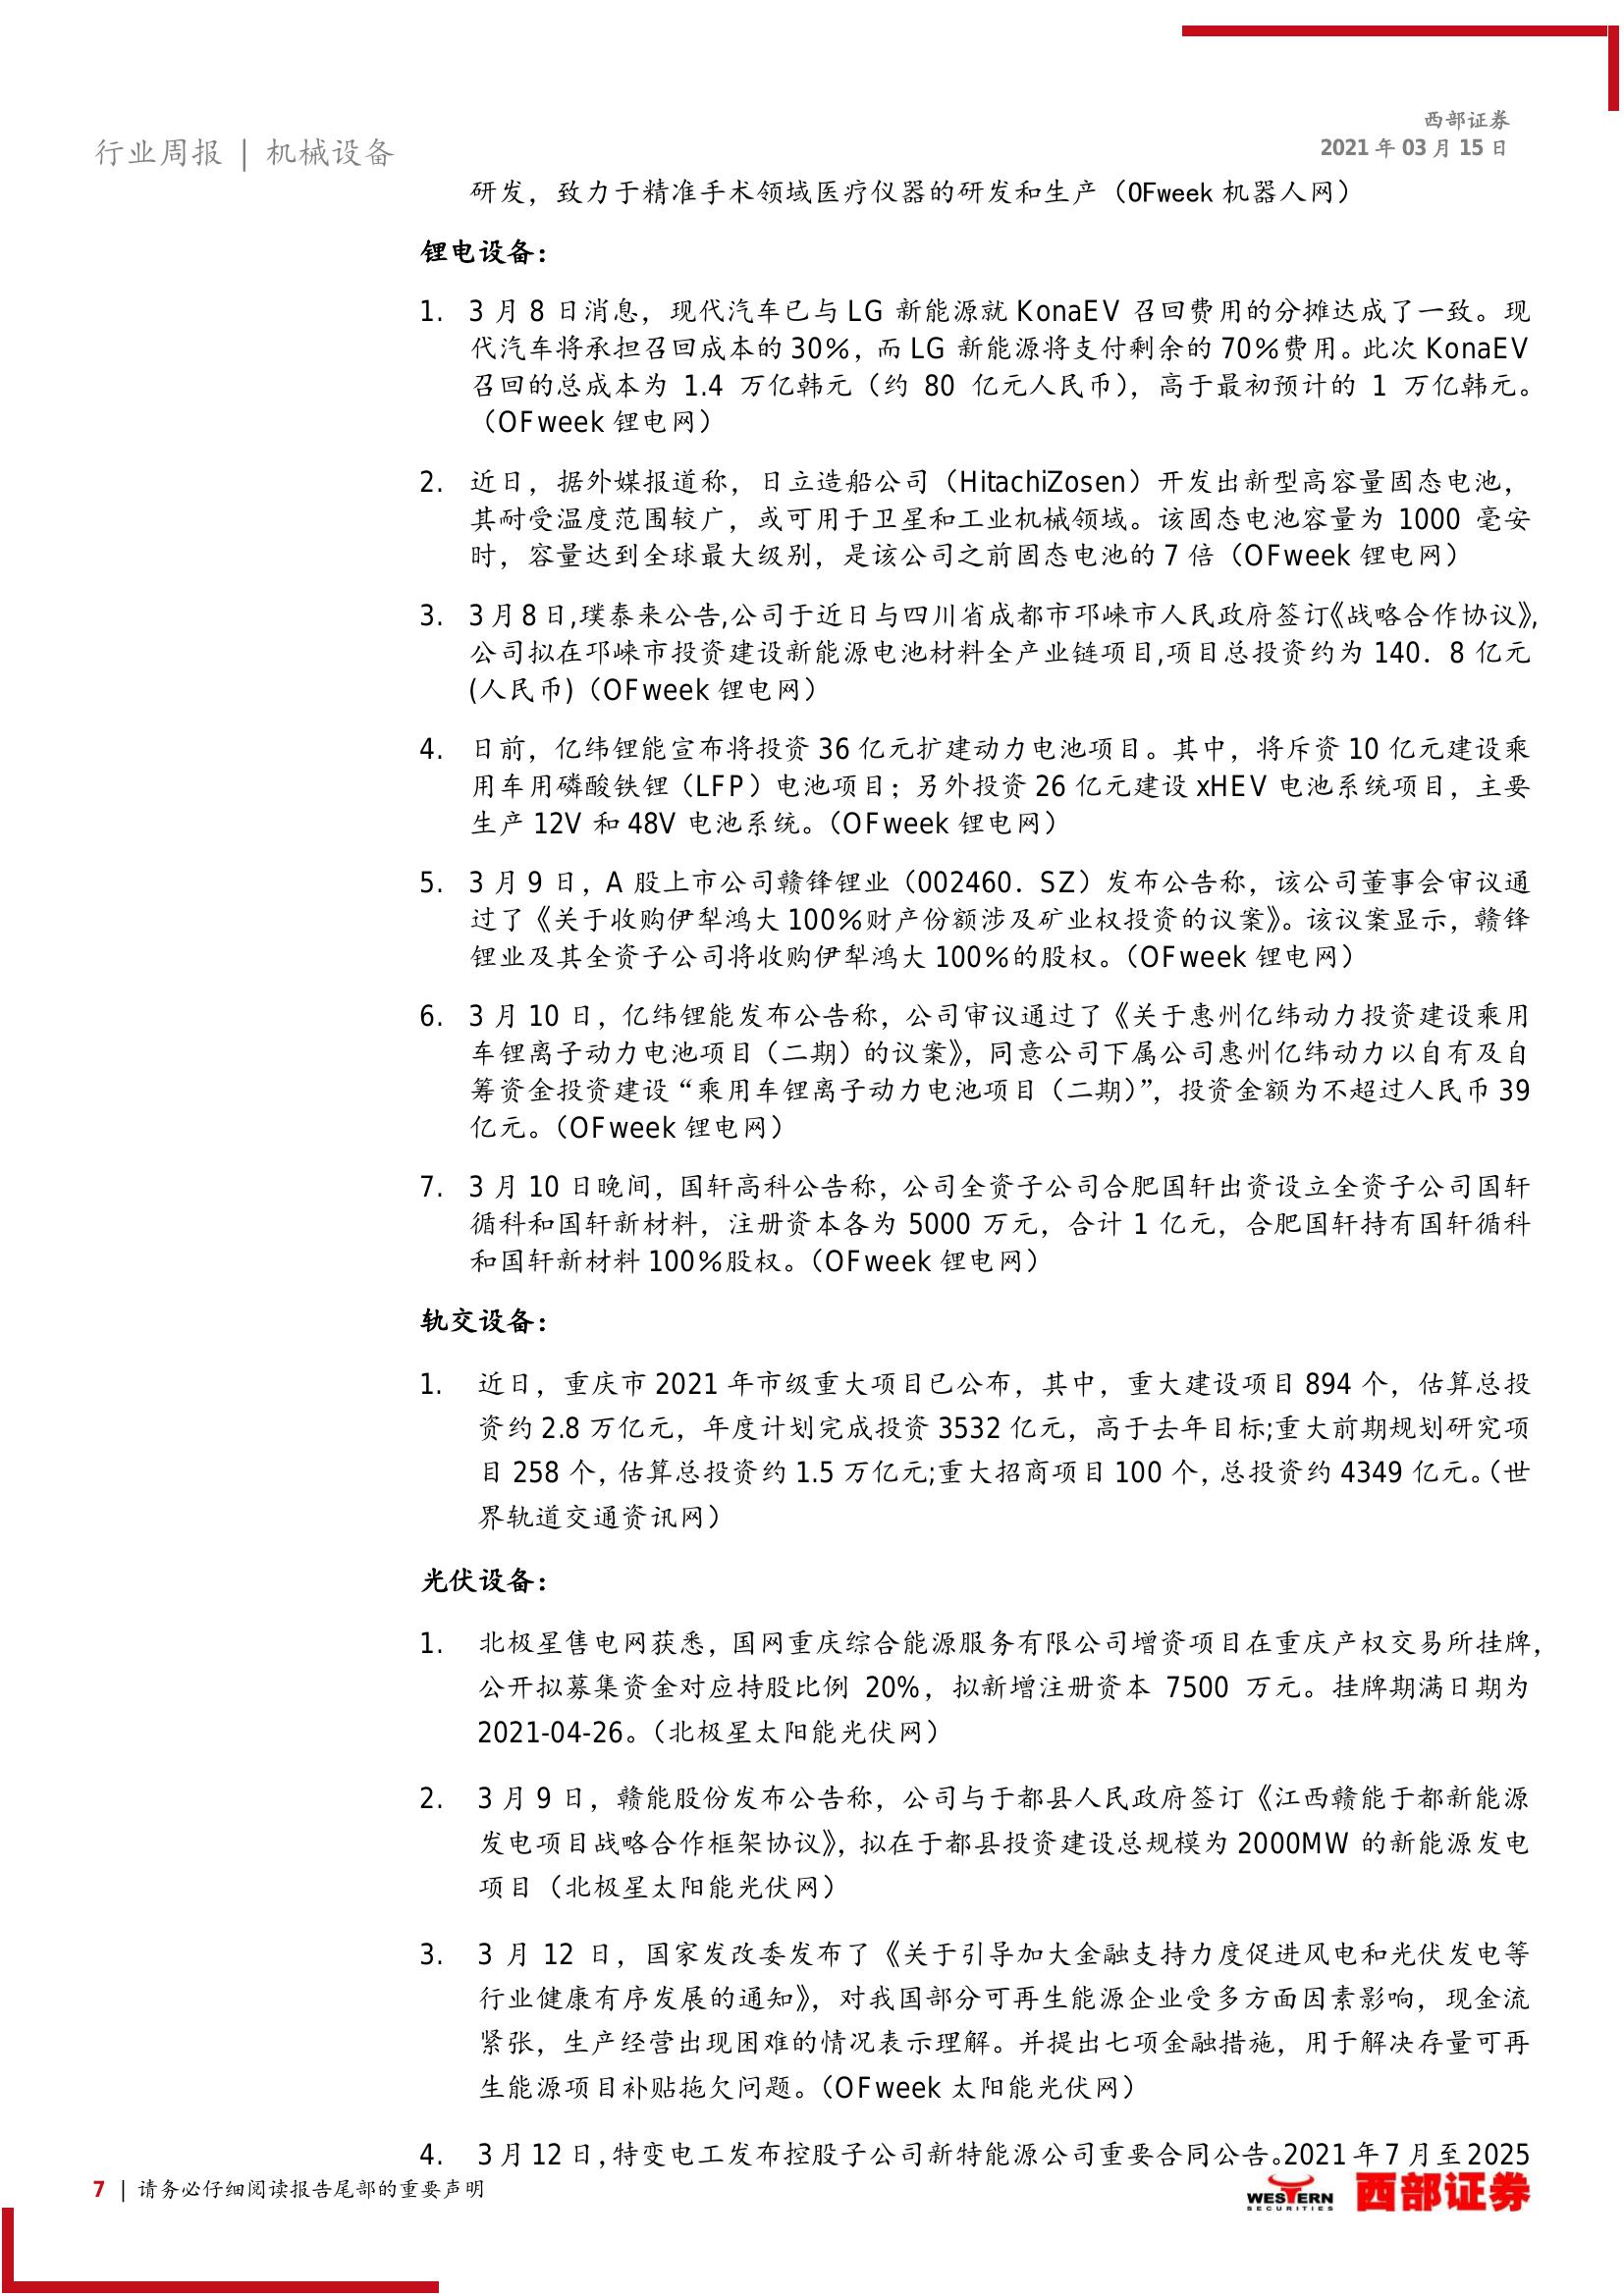 西部证券
2021 年 03 月 15 日
行业周报 | 机械设备
研发，致力于精准手术领域医疗仪器的研发和生产（OFweek 机器人网）
锂电设备：
1. 3 月 8 日消息，现代汽车已与 LG 新能源就 KonaEV 召回费用的分摊达成了一致。现
代汽车将承担召回成本的 30%，而 LG 新能源将支付剩余的 70%费用。此次 KonaEV
召回的总成本为 1.4 万亿韩元（约 80 亿元人民币），高于最初预计的 1 万亿韩元。
（OFweek 锂电网）
2. 近日，据外媒报道称，日立造船公司（HitachiZosen）开发出新型高容量固态电池，
其耐受温度范围较广，或可用于卫星和工业机械领域。该固态电池容量为 1000 毫安
时，容量达到全球最大级别，是该公司之前固态电池的 7 倍（OFweek 锂电网）
3. 3 月 8 日,璞泰来公告,公司于近日与四川省成都市邛崃市人民政府签订《战略合作协议》,
公司拟在邛崃市投资建设新能源电池材料全产业链项目,项目总投资约为 140．8 亿元
(人民币)（OFweek 锂电网）
4. 日前，亿纬锂能宣布将投资 36 亿元扩建动力电池项目。其中，将斥资 10 亿元建设乘
用车用磷酸铁锂（LFP）电池项目；另外投资 26 亿元建设 xHEV 电池系统项目，主要
生产 12V 和 48V 电池系统。（OFweek 锂电网）
5. 3 月 9 日，A 股上市公司赣锋锂业（002460．SZ）发布公告称，该公司董事会审议通
过了《关于收购伊犁鸿大 100%财产份额涉及矿业权投资的议案》。该议案显示，赣锋
锂业及其全资子公司将收购伊犁鸿大 100%的股权。（OFweek 锂电网）
6. 3 月 10 日，亿纬锂能发布公告称，公司审议通过了《关于惠州亿纬动力投资建设乘用
车锂离子动力电池项目（二期）的议案》，同意公司下属公司惠州亿纬动力以自有及自
筹资金投资建设“乘用车锂离子动力电池项目（二期）”，投资金额为不超过人民币 39
亿元。（OFweek 锂电网）
7. 3 月 10 日晚间，国轩高科公告称，公司全资子公司合肥国轩出资设立全资子公司国轩
循科和国轩新材料，注册资本各为 5000 万元，合计 1 亿元，合肥国轩持有国轩循科
和国轩新材料 100%股权。（OFweek 锂电网）
轨交设备：
1. 近日，重庆市 2021 年市级重大项目已公布，其中，重大建设项目 894 个，估算总投
资约 2.8 万亿元，年度计划完成投资 3532 亿元，高于去年目标;重大前期规划研究项
目 258 个，估算总投资约 1.5 万亿元;重大招商项目 100 个，总投资约 4349 亿元。（世
界轨道交通资讯网）
光伏设备：
1. 北极星售电网获悉，国网重庆综合能源服务有限公司增资项目在重庆产权交易所挂牌，
公开拟募集资金对应持股比例 20%，拟新增注册资本 7500 万元。挂牌期满日期为
2021-04-26。（北极星太阳能光伏网）
2. 3 月 9 日，赣能股份发布公告称，公司与于都县人民政府签订《江西赣能于都新能源
发电项目战略合作框架协议》，拟在于都县投资建设总规模为 2000MW 的新能源发电
项目（北极星太阳能光伏网）
3. 3 月 12 日，国家发改委发布了《关于引导加大金融支持力度促进风电和光伏发电等
行业健康有序发展的通知》，对我国部分可再生能源企业受多方面因素影响，现金流
紧张，生产经营出现困难的情况表示理解。并提出七项金融措施，用于解决存量可再
生能源项目补贴拖欠问题。（OFweek 太阳能光伏网）
4. 3 月 12 日,特变电工发布控股子公司新特能源公司重要合同公告。2021 年 7 月至 2025
7 | 请务必仔细阅读报告尾部的重要声明
WESTERN
SECURITIES
西部证券